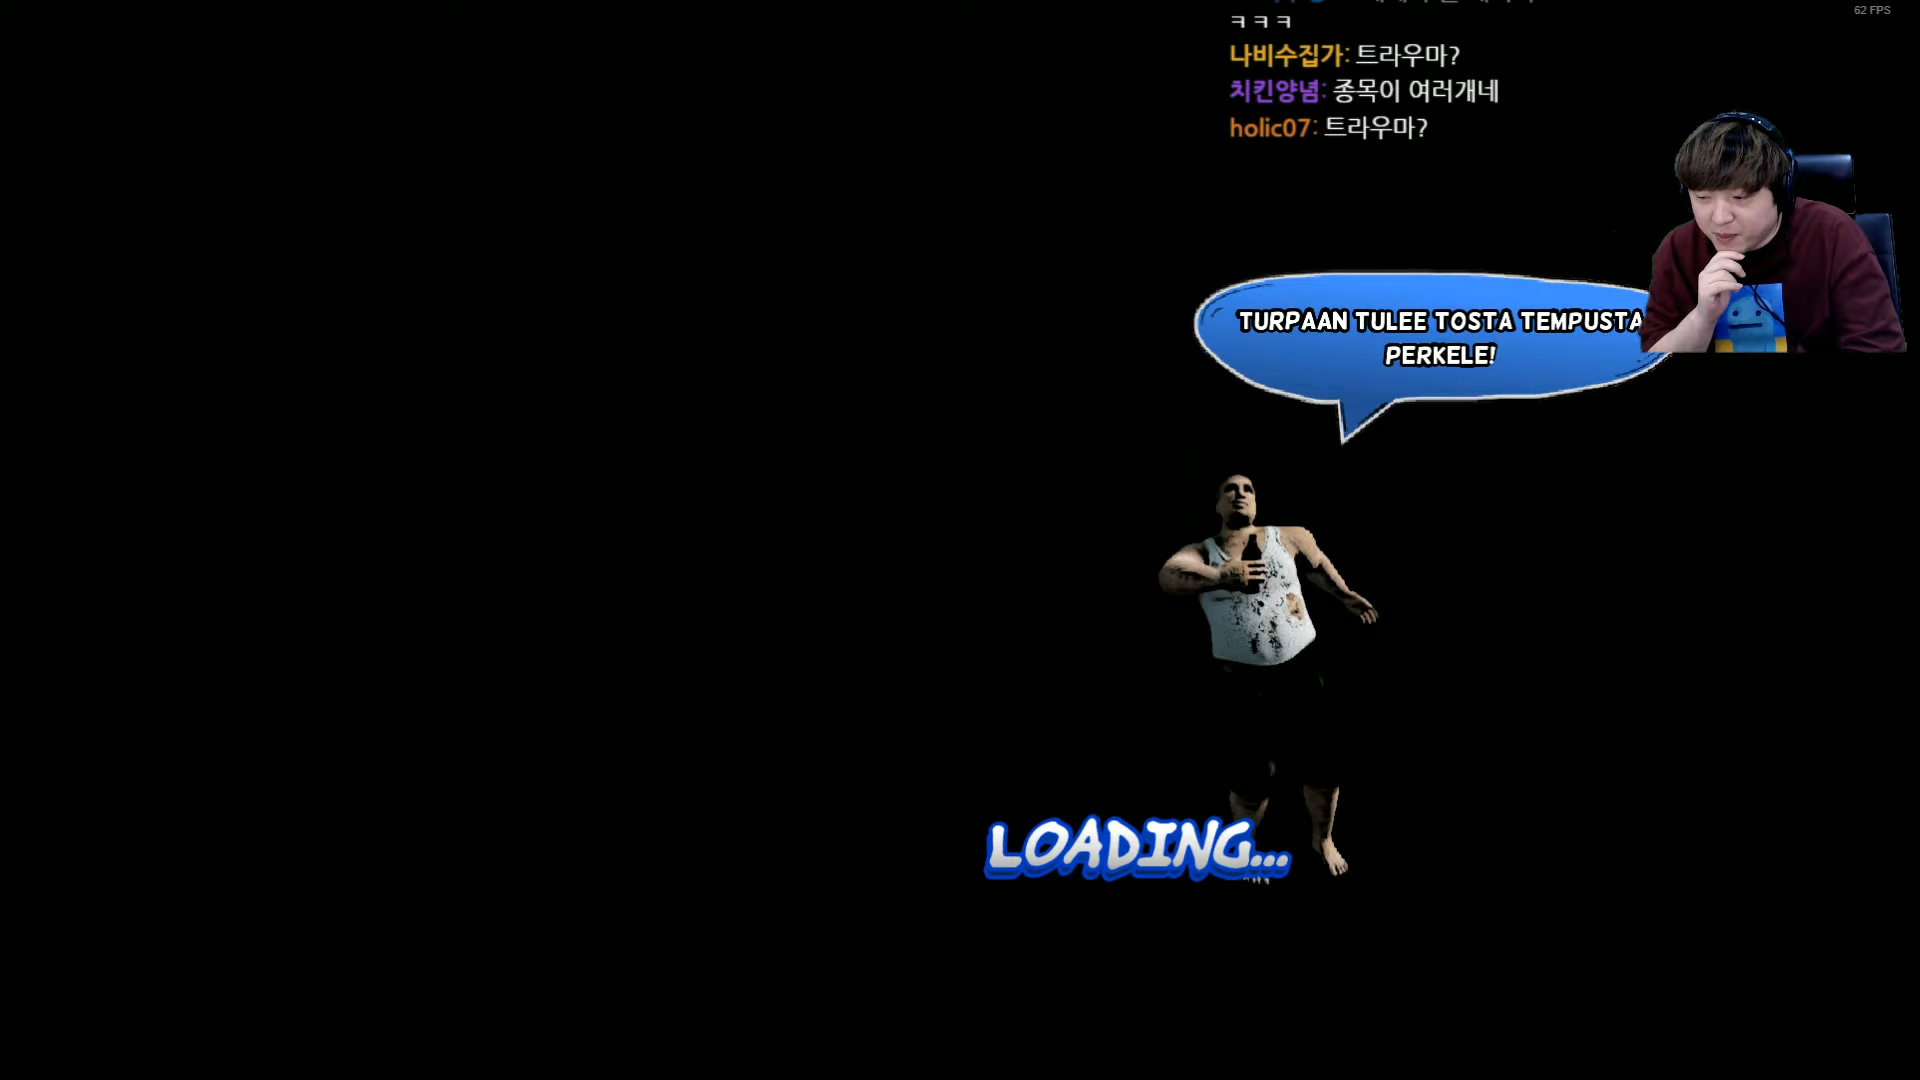 62 FPS
ㅋㅋㅋ
나비수집가: 트라우마?
치킨양념: 종목이 여러개네
holic07: 트라우마?
TURPAAN TULEE TOSTA TEMPUSTA
PERKELE!
LOADING...